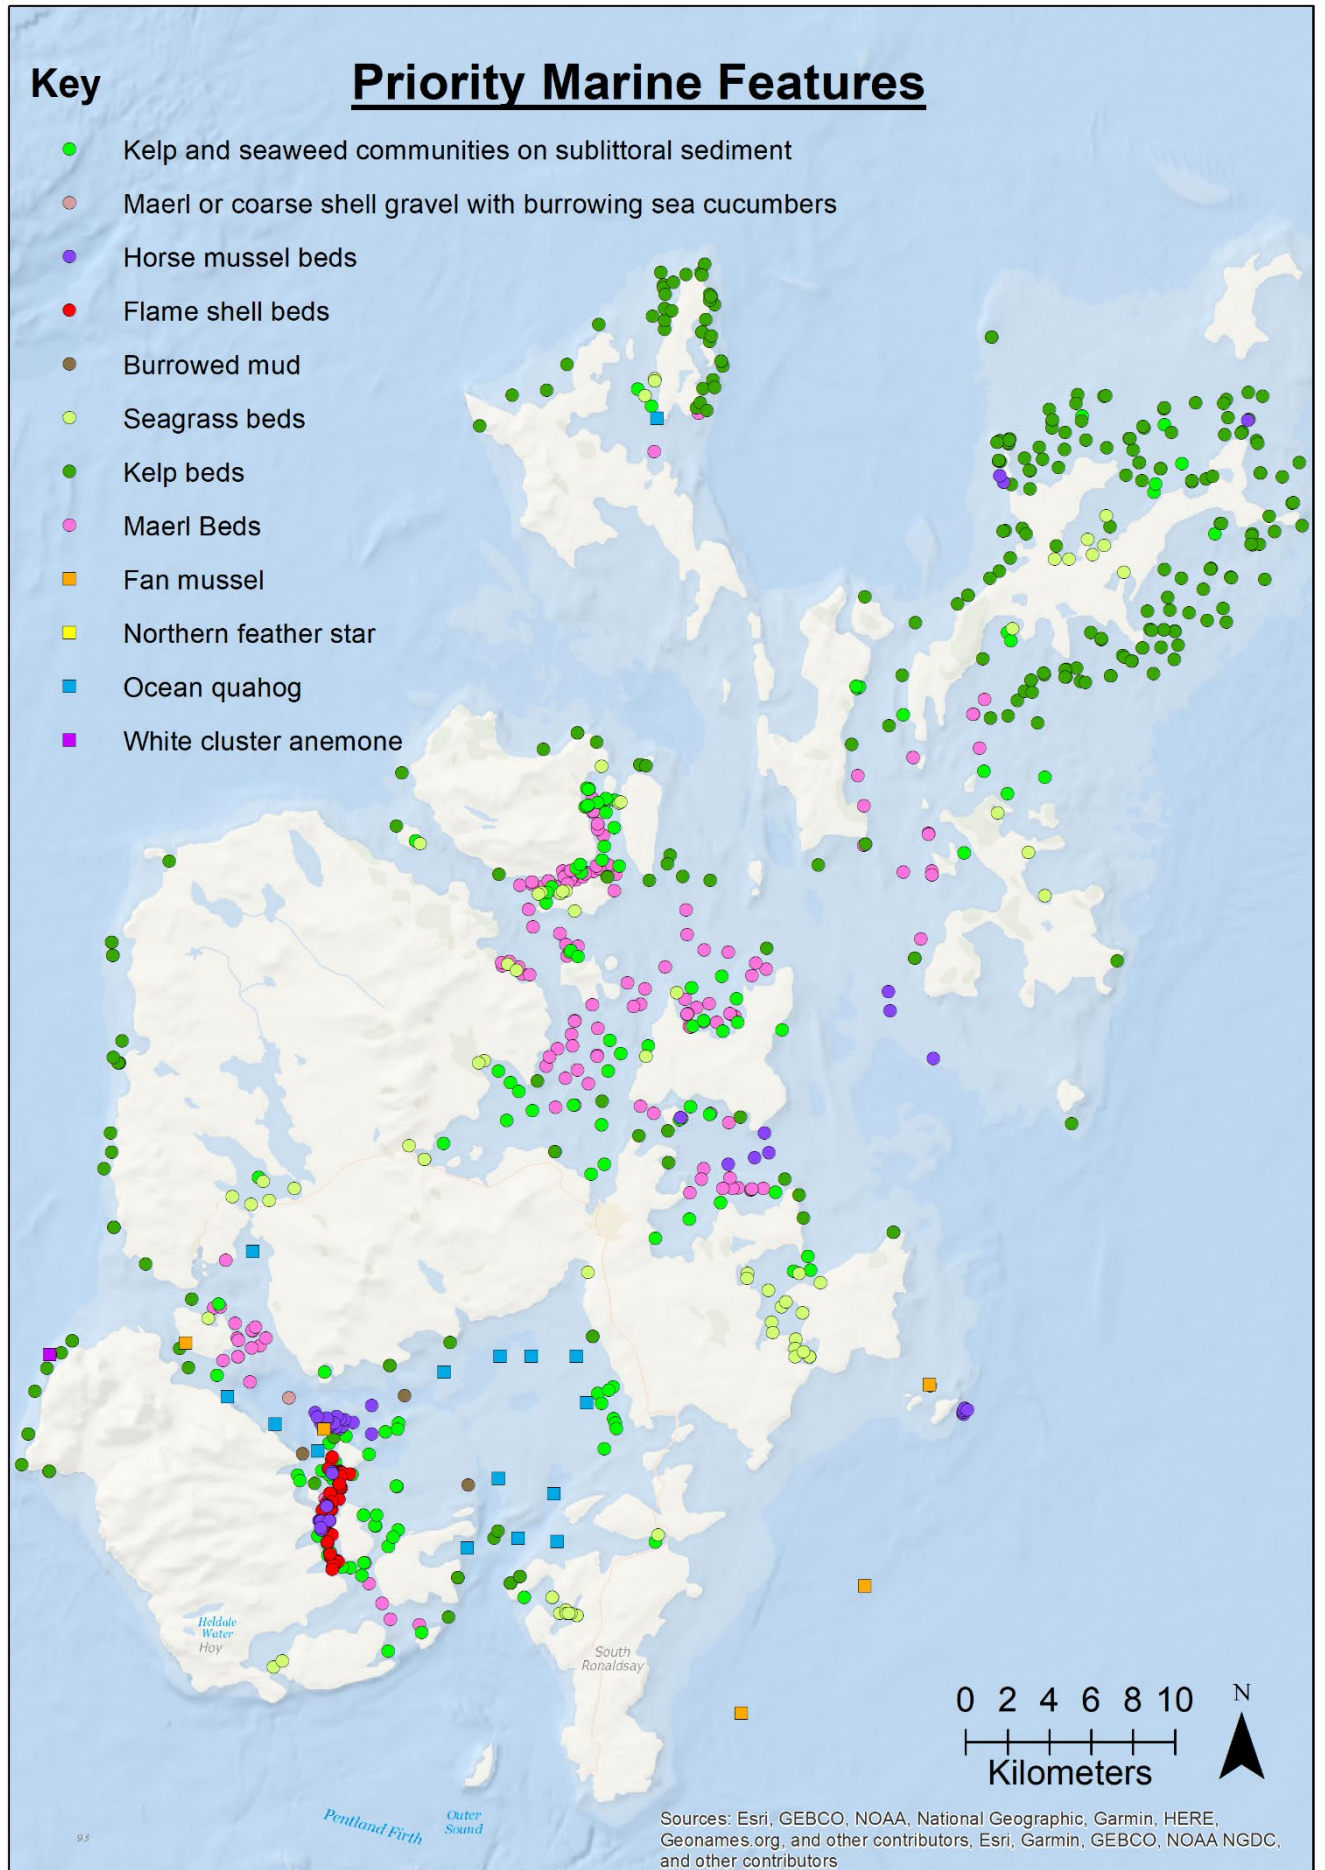 Key
Priority Marine Features
Kelp and seaweed communities on sublittoral sediment
Maerl or coarse shell gravel with burrowing sea cucumbers
Horse mussel beds
Flame shell beds
Burrowed mud
Seagrass beds
Kelp beds
Maerl Beds
Fan mussel
Northern feather star
Ocean quahog
White cluster anemone
Heldale
Water
Hoy
South
Ronaldsay
0 2 4 6 8 10
Kilometers
N
Pentland Firth
Outer
Sound
93
Sources: Esri, GEBCO, NOAA, National Geographic, Garmin, HERE,
Geonames.org, and other contributors, Esri, Garmin, GEBCO, NOAA NGDC,
and other contributors